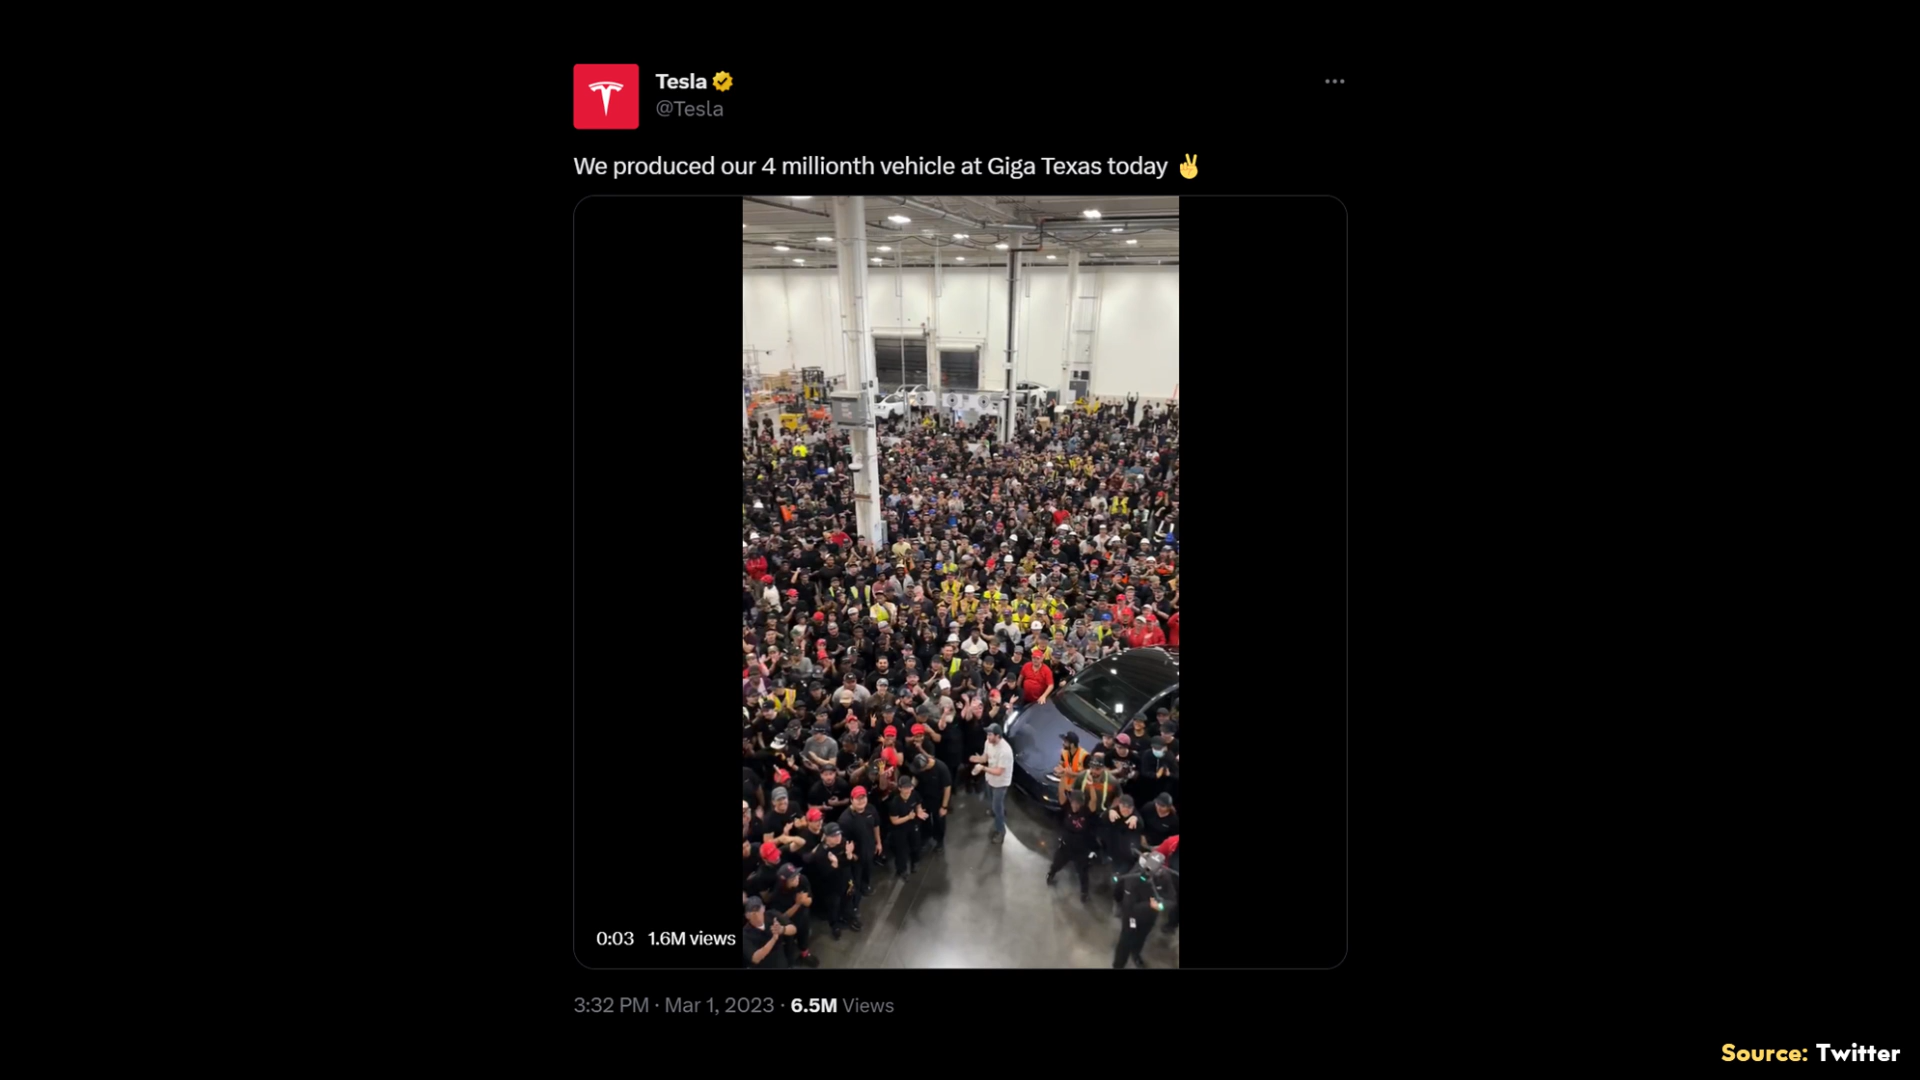 Tesla
@Tesla
We produced our 4 millionth vehicle at Giga Texas today ✌️
0:03 1.6M views
3:32 PM · Mar 1, 2023 · 6.5M Views
Source: Twitter